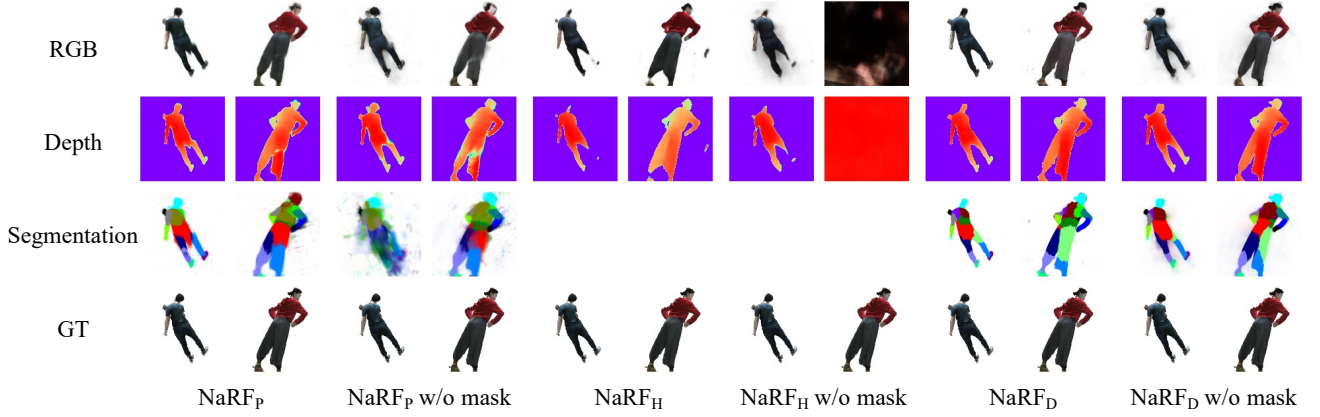 RGB
Depth
Segmentation
GT
NaRF_P NaRF_P w/o mask NaRF_H NaRF_H w/o mask NaRF_D NaRF_D w/o mask